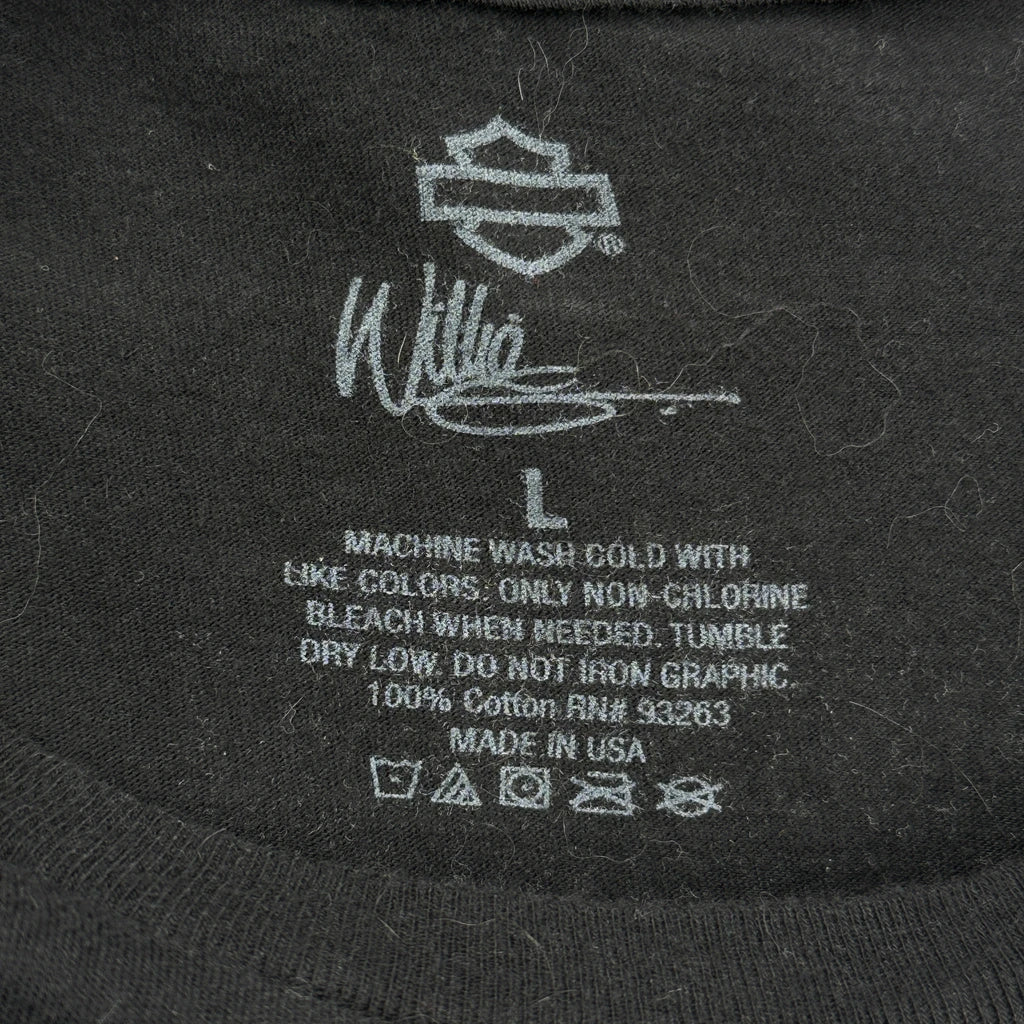 ®
Willie
L
MACHINE WASH COLD WITH
LIKE COLORS. ONLY NON-CHLORINE
BLEACH WHEN NEEDED. TUMBLE
DRY LOW. DO NOT IRON GRAPHIC.
100% Cotton RN# 93263
MADE IN USA